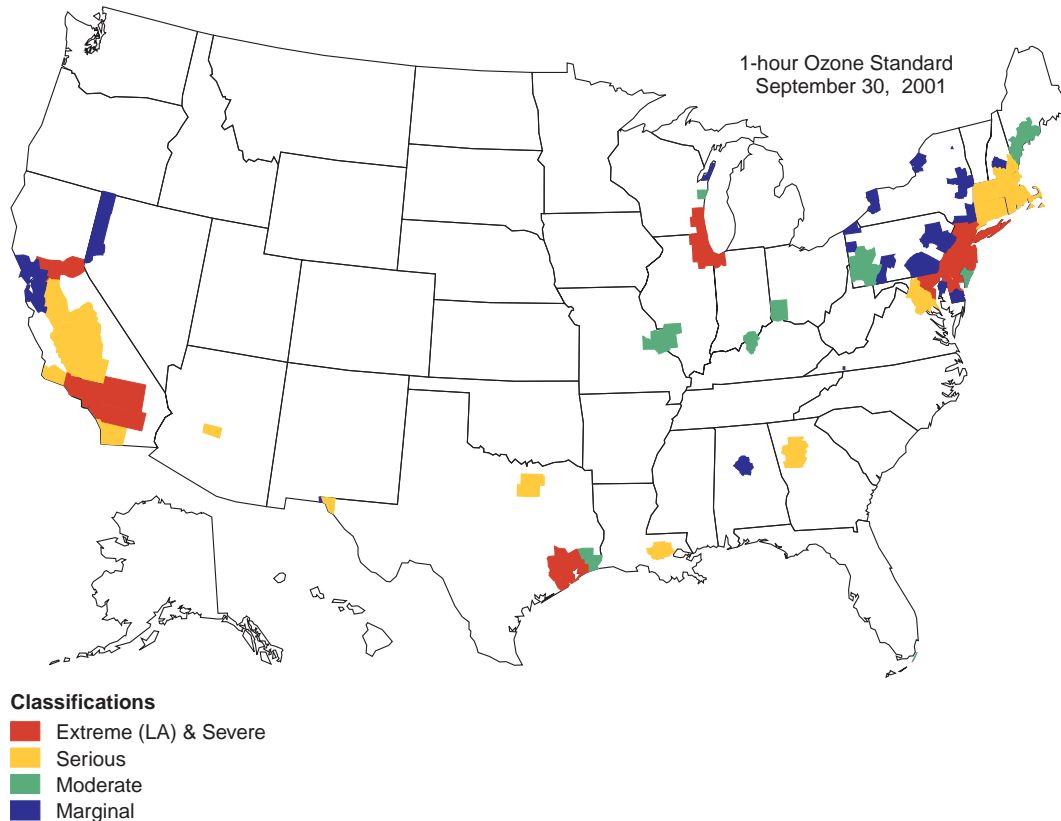 1-hour Ozone Standard
September 30, 2001
Classifications
Extreme (LA) & Severe
Serious
Moderate
Marginal